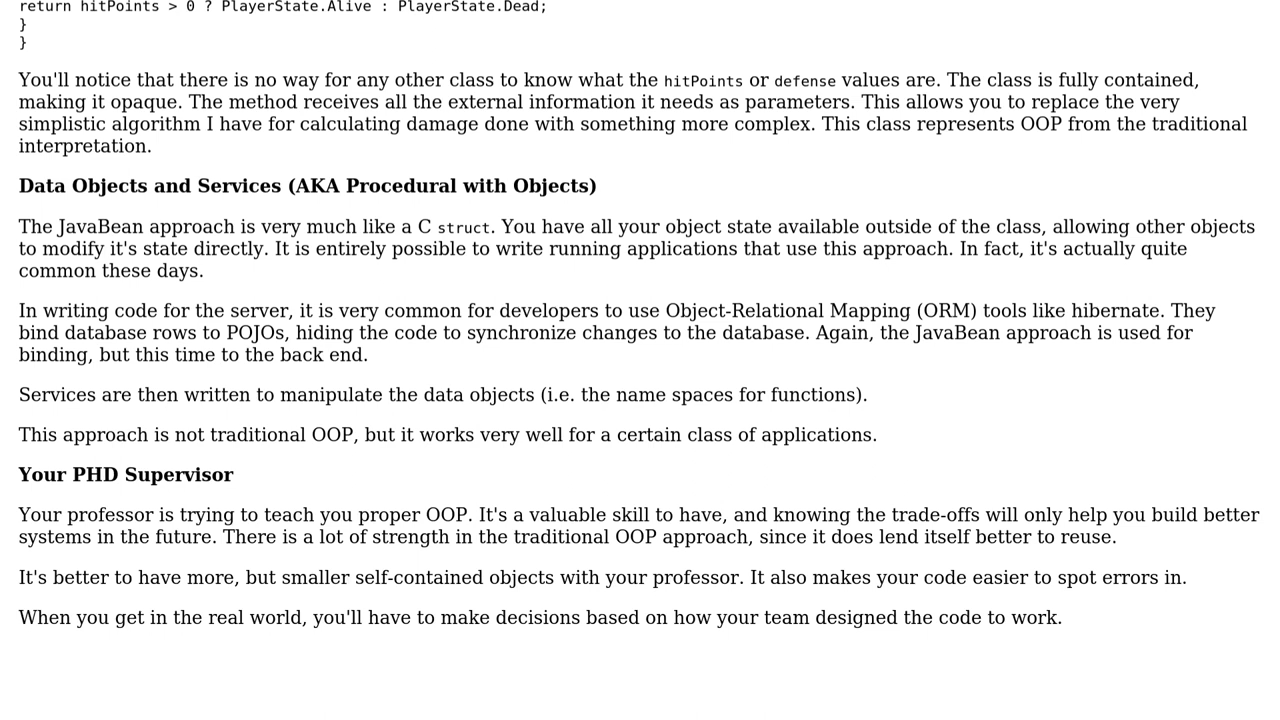 return hitPoints > 0 ? PlayerState.Alive : PlayerState.Dead;
}
}
You'll notice that there is no way for any other class to know what the hitPoints or defense values are. The class is fully contained,
making it opaque. The method receives all the external information it needs as parameters. This allows you to replace the very
simplistic algorithm I have for calculating damage done with something more complex. This class represents OOP from the traditional
interpretation.
Data Objects and Services (AKA Procedural with Objects)
The JavaBean approach is very much like a C struct. You have all your object state available outside of the class, allowing other objects
to modify it's state directly. It is entirely possible to write running applications that use this approach. In fact, it's actually quite
common these days.
In writing code for the server, it is very common for developers to use Object-Relational Mapping (ORM) tools like hibernate. They
bind database rows to POJOs, hiding the code to synchronize changes to the database. Again, the JavaBean approach is used for
binding, but this time to the back end.
Services are then written to manipulate the data objects (i.e. the name spaces for functions).
This approach is not traditional OOP, but it works very well for a certain class of applications.
Your PHD Supervisor
Your professor is trying to teach you proper OOP. It's a valuable skill to have, and knowing the trade-offs will only help you build better
systems in the future. There is a lot of strength in the traditional OOP approach, since it does lend itself better to reuse.
It's better to have more, but smaller self-contained objects with your professor. It also makes your code easier to spot errors in.
When you get in the real world, you'll have to make decisions based on how your team designed the code to work.